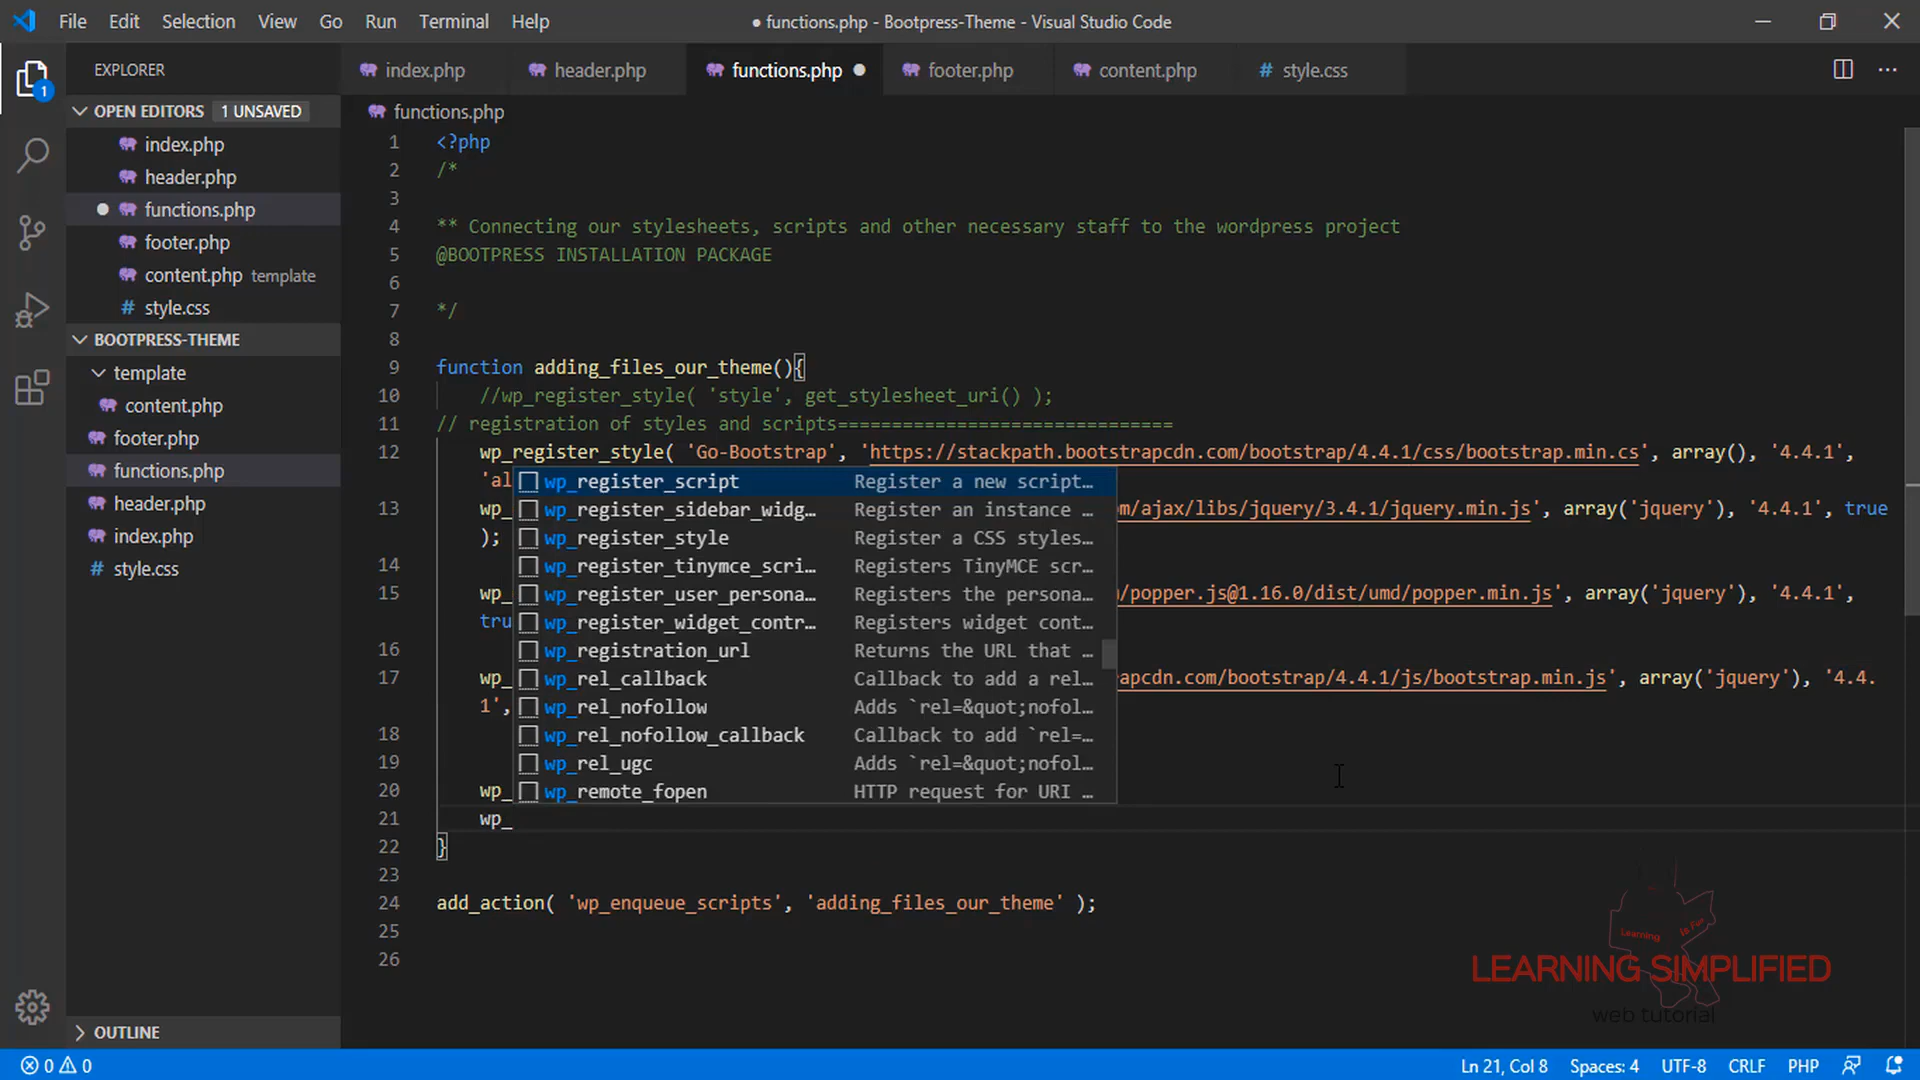 File Edit Selection View Go Run Terminal Help
● functions.php - Bootpress-Theme - Visual Studio Code
EXPLORER
index.php
header.php
functions.php
footer.php
content.php
# style.css
OPEN EDITORS 1 UNSAVED
index.php
header.php
functions.php
footer.php
content.php template
# style.css
BOOTPRESS-THEME
template
content.php
footer.php
functions.php
header.php
index.php
# style.css
OUTLINE
1
functions.php
1 <?php
2 /*
3
4 ** Connecting our stylesheets, scripts and other necessary staff to the wordpress project
5 @BOOTPRESS INSTALLATION PACKAGE
6
7 */
8
9 function adding_files_our_theme(){
10 //wp_register_style( 'style', get_stylesheet_uri() );
11 // registration of styles and scripts===============================
12 wp_register_style( 'Go-Bootstrap', 'https://stackpath.bootstrapcdn.com/bootstrap/4.4.1/css/bootstrap.min.cs', array(), '4.4.1',
'al
13 wp_ m/ajax/libs/jquery/3.4.1/jquery.min.js', array('jquery'), '4.4.1', true
);
14
15 wp_ /popper.js@1.16.0/dist/umd/popper.min.js', array('jquery'), '4.4.1',
tru
16
17 wp_ rapcdn.com/bootstrap/4.4.1/js/bootstrap.min.js', array('jquery'), '4.4.
1',
18
19
20 wp_
21 wp_
22 }
23
24 add_action( 'wp_enqueue_scripts', 'adding_files_our_theme' );
25
26
wp_register_script Register a new script…
wp_register_sidebar_widg… Register an instance …
wp_register_style Register a CSS styles…
wp_register_tinymce_scri… Registers TinyMCE scr…
wp_register_user_persona… Registers the persona…
wp_register_widget_contr… Registers widget cont…
wp_registration_url Returns the URL that …
wp_rel_callback Callback to add a rel…
wp_rel_nofollow Adds `rel=&quot;nofol…
wp_rel_nofollow_callback Callback to add `rel=…
wp_rel_ugc Adds `rel=&quot;nofol…
wp_remote_fopen HTTP request for URI …
Learning Is Fun
LEARNING SIMPLIFIED
web tutorial
0 0
Ln 21, Col 8 Spaces: 4 UTF-8 CRLF PHP